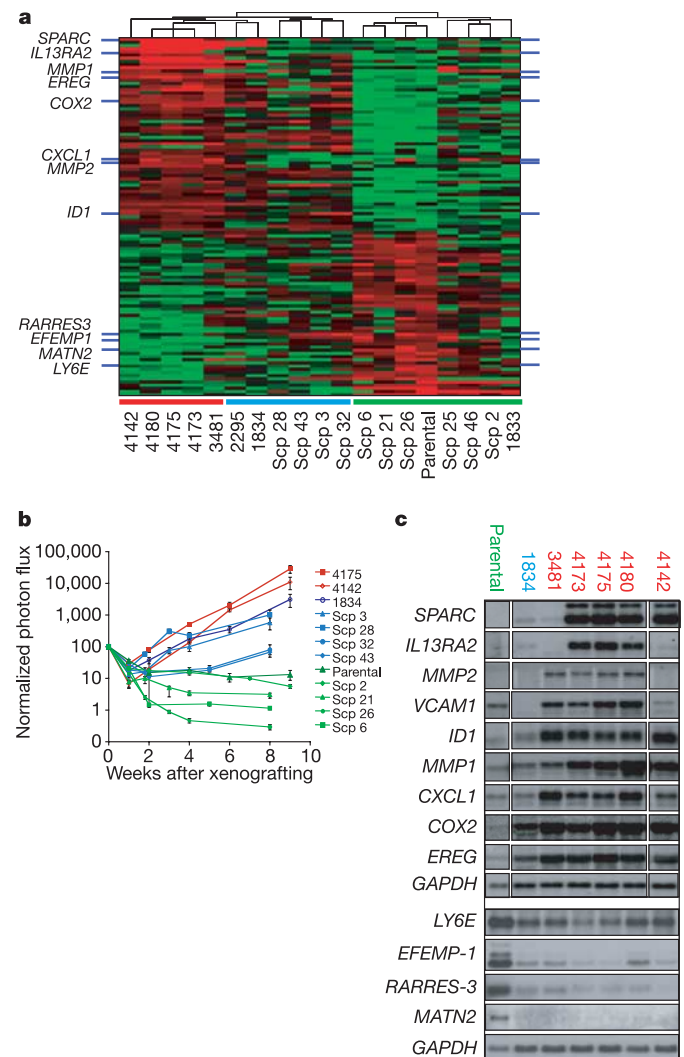 a
SPARC
IL13RA2
MMP1
EREG
COX2
CXCL1
MMP2
ID1
RARRES3
EFEMP1
MATN2
LY6E
4142
4180
4175
4173
3481
2295
1834
Scp 28
Scp 43
Scp 3
Scp 32
Scp 6
Scp 21
Scp 26
Parental
Scp 25
Scp 46
Scp 2
1833
b
Normalized photon flux
100,000
10,000
1,000
100
10
1
0
0 2 4 6 8 10
Weeks after xenografting
4175
4142
1834
Scp 3
Scp 28
Scp 32
Scp 43
Parental
Scp 2
Scp 21
Scp 26
Scp 6
c
Parental
1834
3481
4173
4175
4180
4142
SPARC
IL13RA2
MMP2
VCAM1
ID1
MMP1
CXCL1
COX2
EREG
GAPDH
LY6E
EFEMP-1
RARRES-3
MATN2
GAPDH